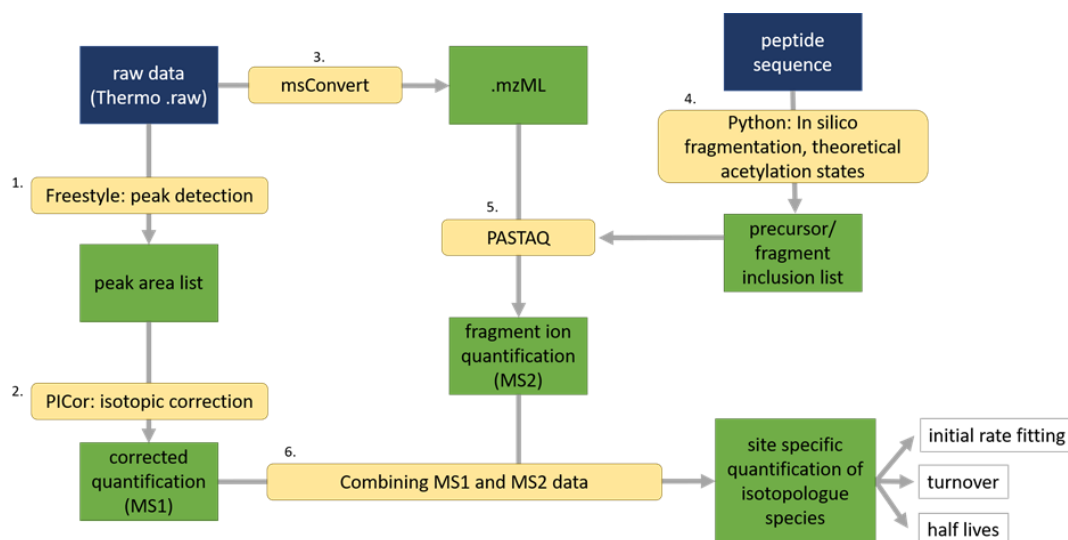 raw data
(Thermo .raw)
3.
msConvert
.mzML
peptide
sequence
4.
Python: In silico
fragmentation, theoretical
acetylation states
1.
Freestyle: peak detection
5.
PASTAQ
precursor/
fragment
inclusion list
peak area list
fragment ion
quantification
(MS2)
2.
PICor: isotopic correction
corrected
quantification
(MS1)
6.
Combining MS1 and MS2 data
site specific
quantification of
isotopologue
species
initial rate fitting
turnover
half lives